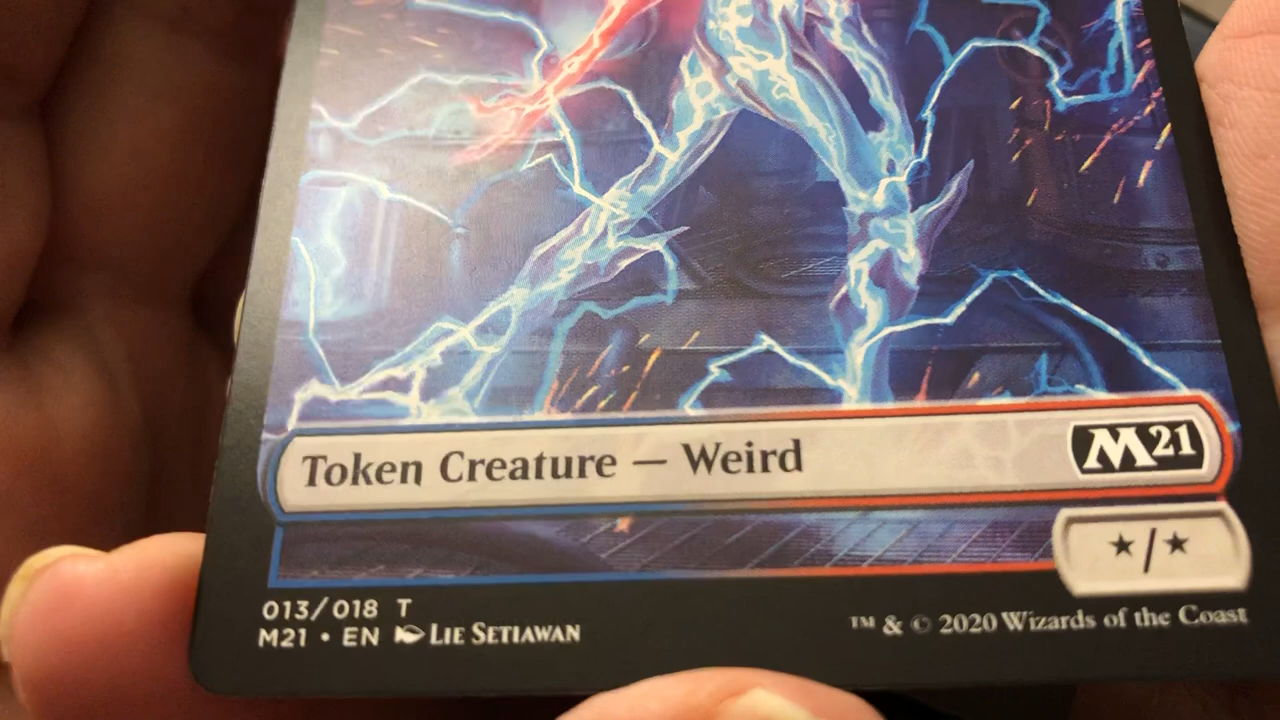 Token Creature — Weird
M21
★/★
013/018 T
M21 • EN LIE SETIAWAN
™ & © 2020 Wizards of the Coast